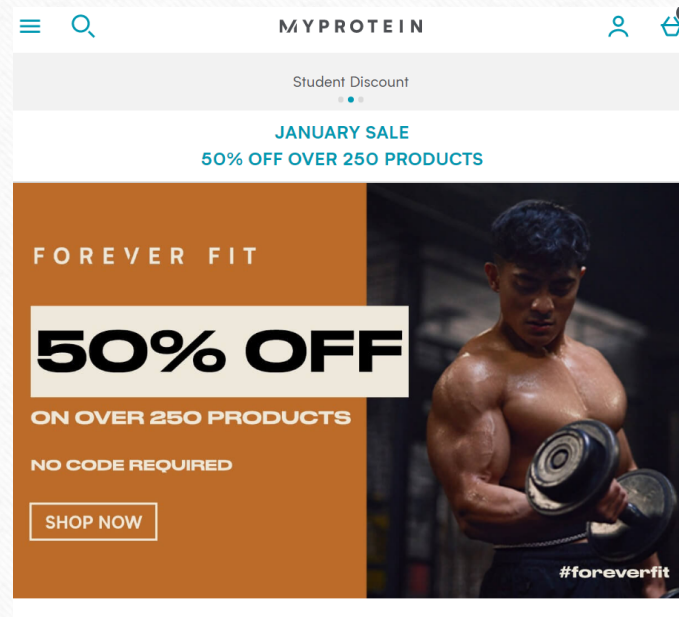 MYPROTEIN
Student Discount
JANUARY SALE
50% OFF OVER 250 PRODUCTS
FOREVER FIT
50% OFF
ON OVER 250 PRODUCTS
NO CODE REQUIRED
SHOP NOW
#foreverfit